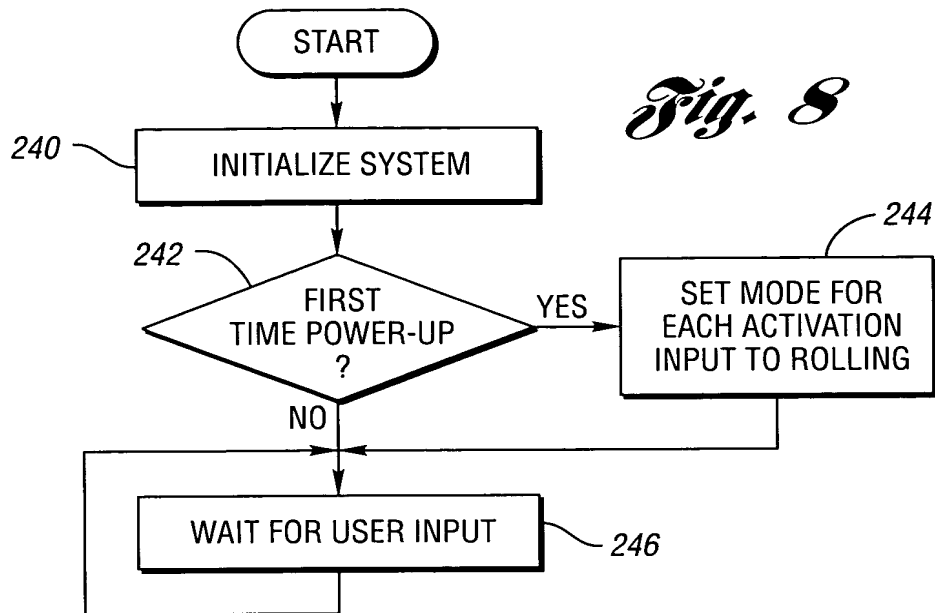 START
Fig. 8
240
INITIALIZE SYSTEM
242
FIRST
TIME POWER-UP
?
YES
244
SET MODE FOR
EACH ACTIVATION
INPUT TO ROLLING
NO
WAIT FOR USER INPUT
246